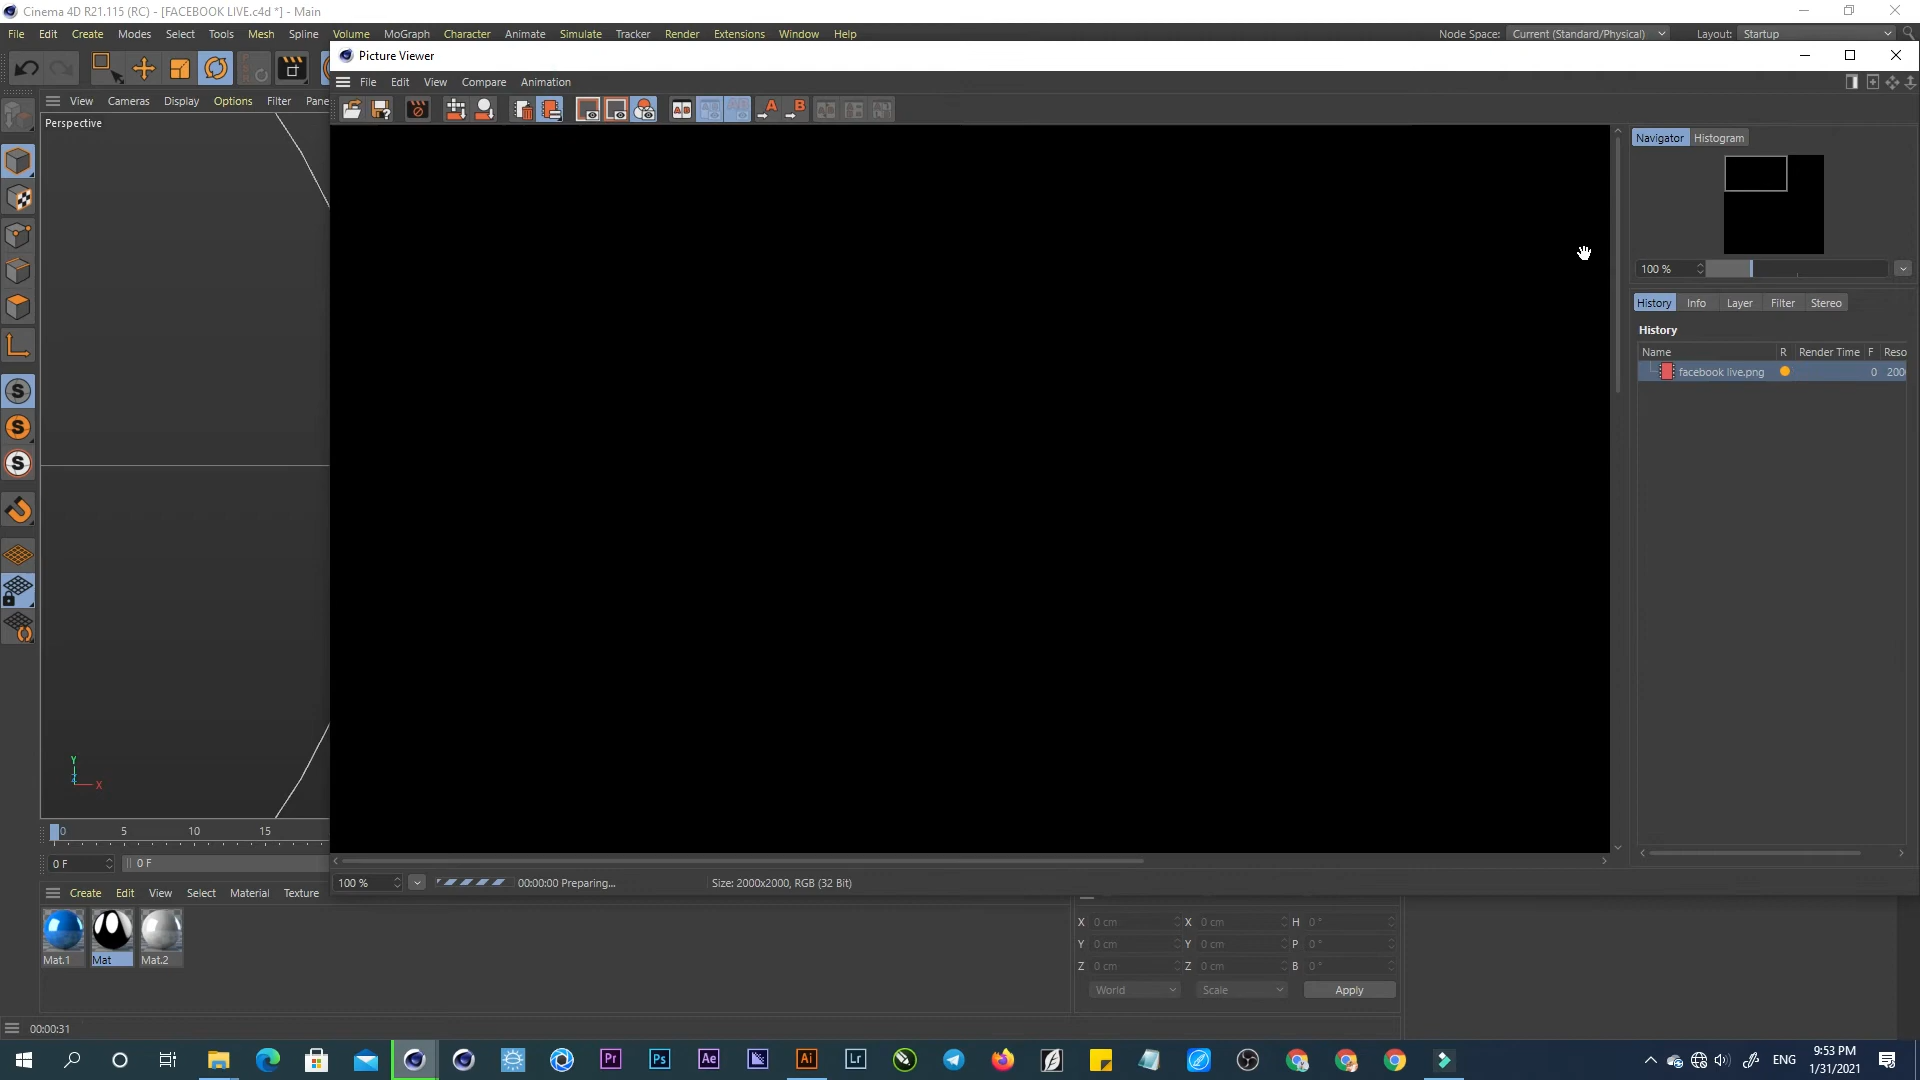 Cinema 4D R21.115 (RC) - [FACEBOOK LIVE.c4d *] - Main
File Edit Create Modes Select Tools Mesh Spline Volume MoGraph Character Animate Simulate Tracker Render Extensions Window Help Node Space: Current (Standard/Physical) Layout: Startup
Picture Viewer
File Edit View Compare Animation
View Cameras Display Options Filter Pane
Perspective
Navigator Histogram
100 %
History Info Layer Filter Stereo
History
Name R Render Time F Reso
facebook live.png 0 200
Y
Z X
0 5 10 15
0 F 0 F
100 % 00:00:00 Preparing... Size: 2000x2000, RGB (32 Bit)
Create Edit View Select Material Texture
Mat.1 Mat Mat.2
X 0 cm X 0 cm H 0 °
Y 0 cm Y 0 cm P 0 °
Z 0 cm Z 0 cm B 0 °
World Scale Apply
00:00:31
Pr Ps Ae Ai Lr
ENG 9:53 PM
1/31/2021